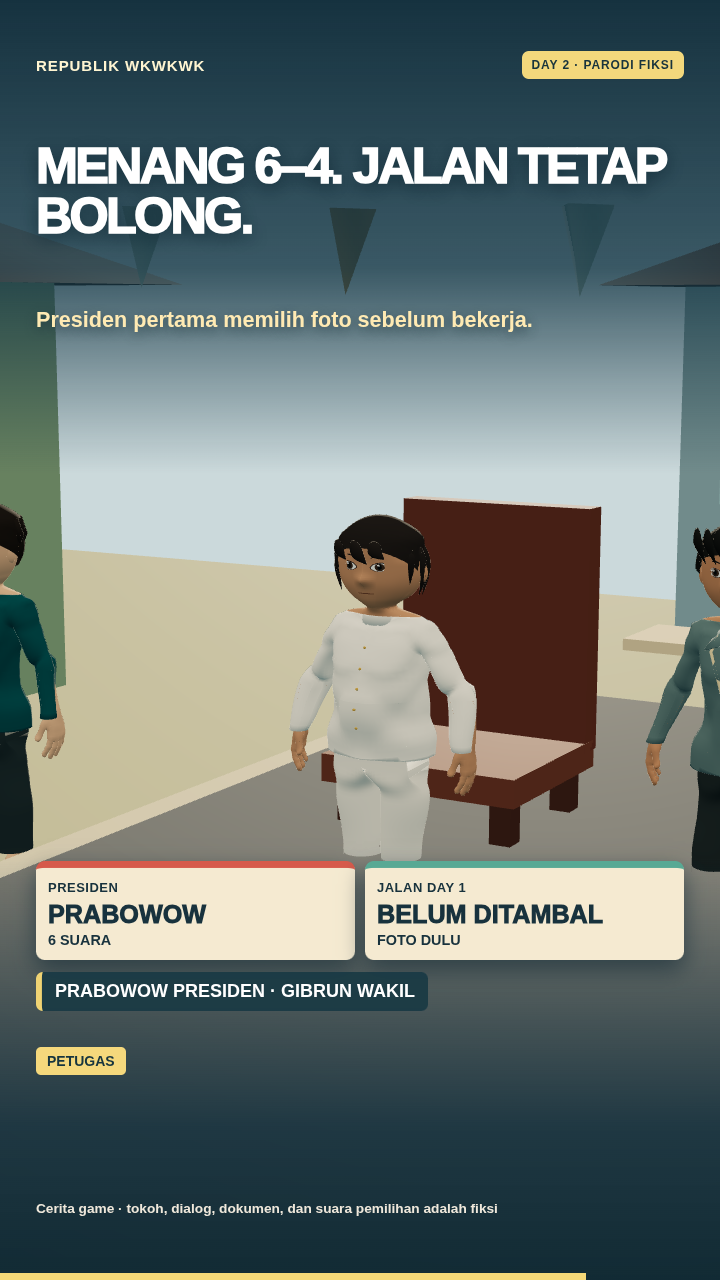 REPUBLIK WKWKWK
DAY 2 · PARODI FIKSI
MENANG 6–4. JALAN TETAP
BOLONG.
Presiden pertama memilih foto sebelum bekerja.
PRESIDEN
PRABOWOW
6 SUARA
JALAN DAY 1
BELUM DITAMBAL
FOTO DULU
PRABOWOW PRESIDEN · GIBRUN WAKIL
PETUGAS
Cerita game · tokoh, dialog, dokumen, dan suara pemilihan adalah fiksi